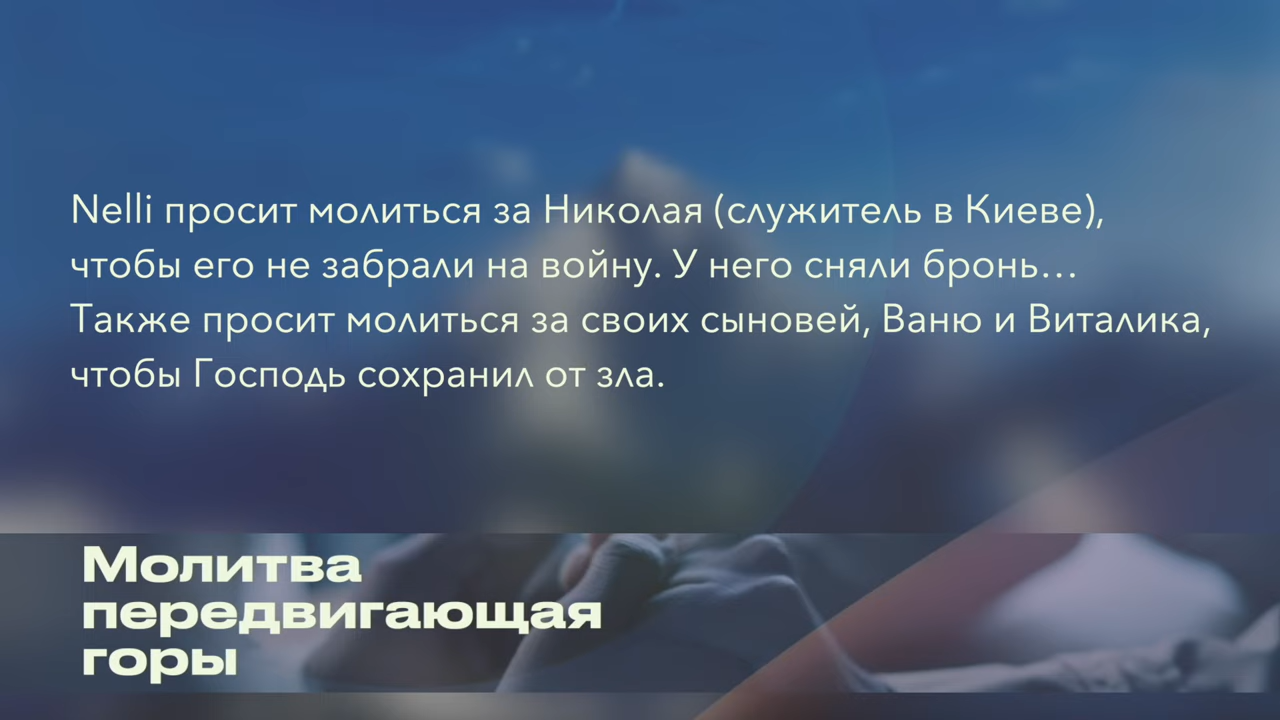 Nelli просит молиться за Николая (служитель в Киеве),
чтобы его не забрали на войну. У него сняли бронь...
Также просит молиться за своих сыновей, Ваню и Виталика,
чтобы Господь сохранил от зла.
Молитва
передвигающая
горы